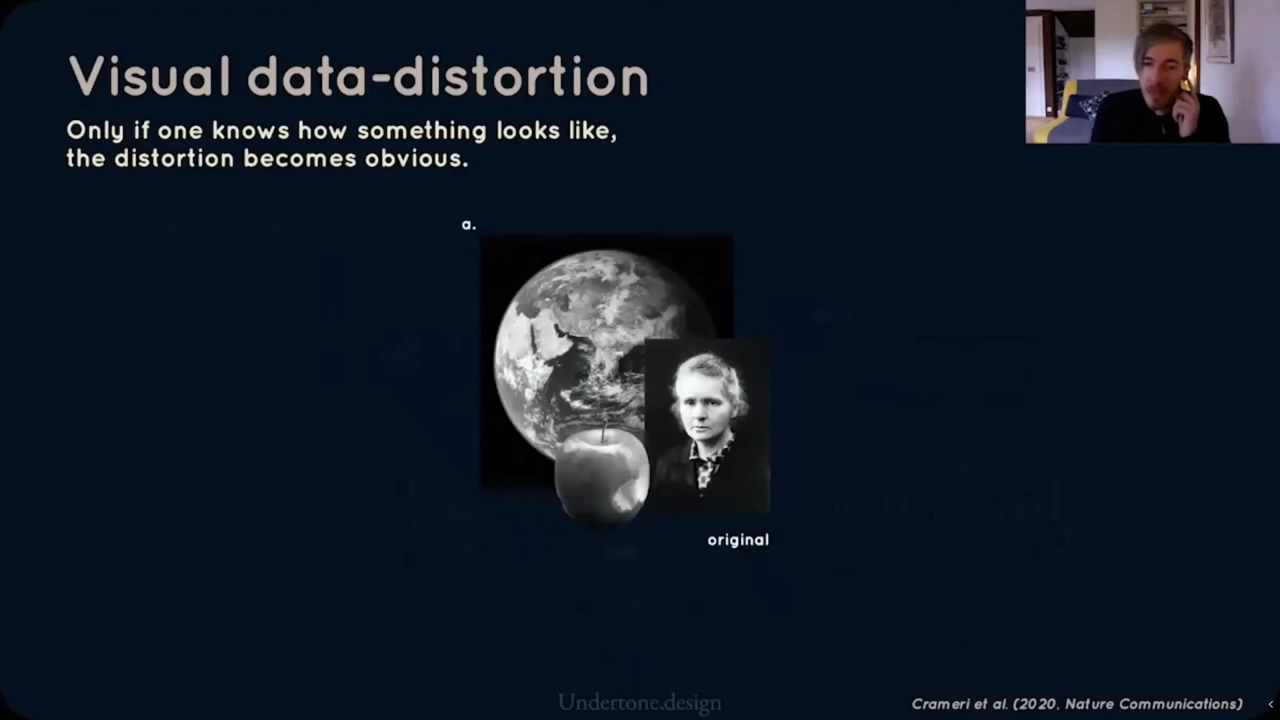 Visual data-distortion
Only if one knows how something looks like,
the distortion becomes obvious.
a.
original
Undertone.design
Crameri et al. (2020, Nature Communications)